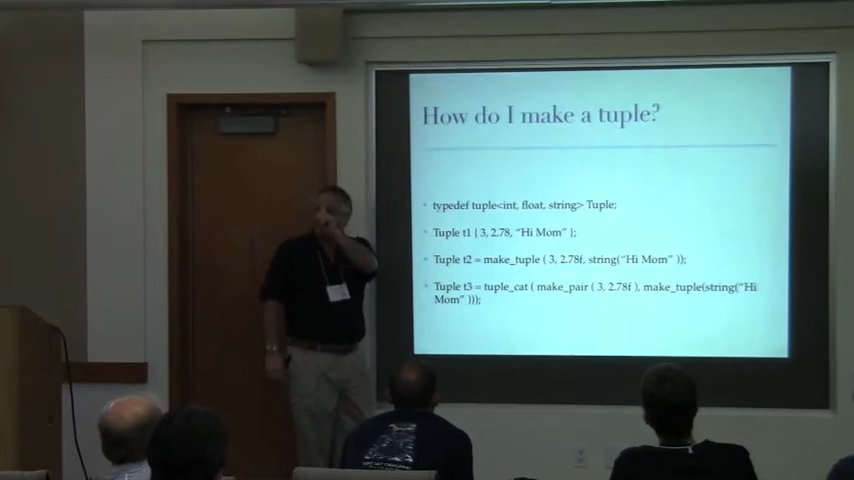 How do I make a tuple?
typedef tuple<int, float, string> Tuple;
Tuple t1 { 3, 2.78, “Hi Mom” };
Tuple t2 = make_tuple ( 3, 2.78f, string(“Hi Mom” ));
Tuple t3 = tuple_cat ( make_pair ( 3, 2.78f ), make_tuple(string(“Hi
Mom” )));